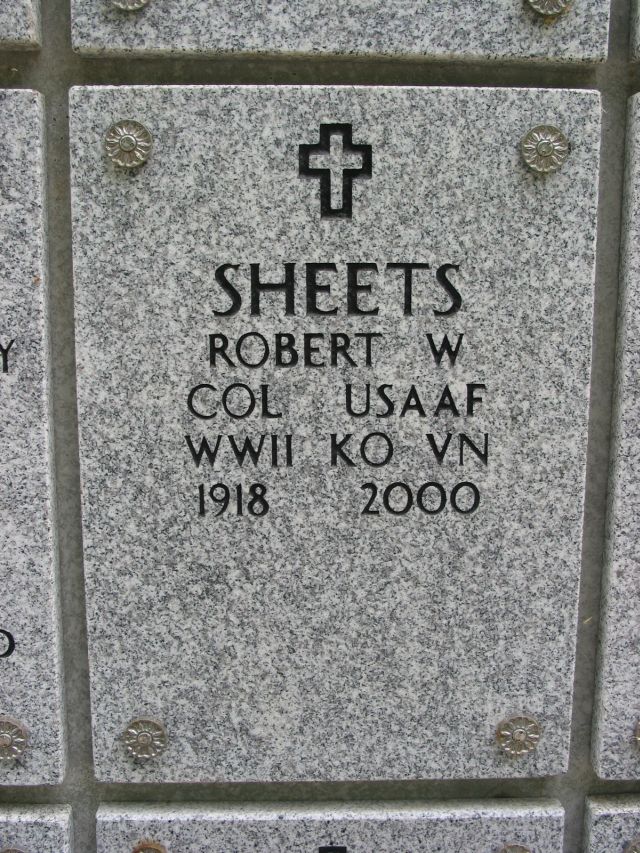 SHEETS
ROBERT W
COL USAAF
WWII KO VN
1918 2000